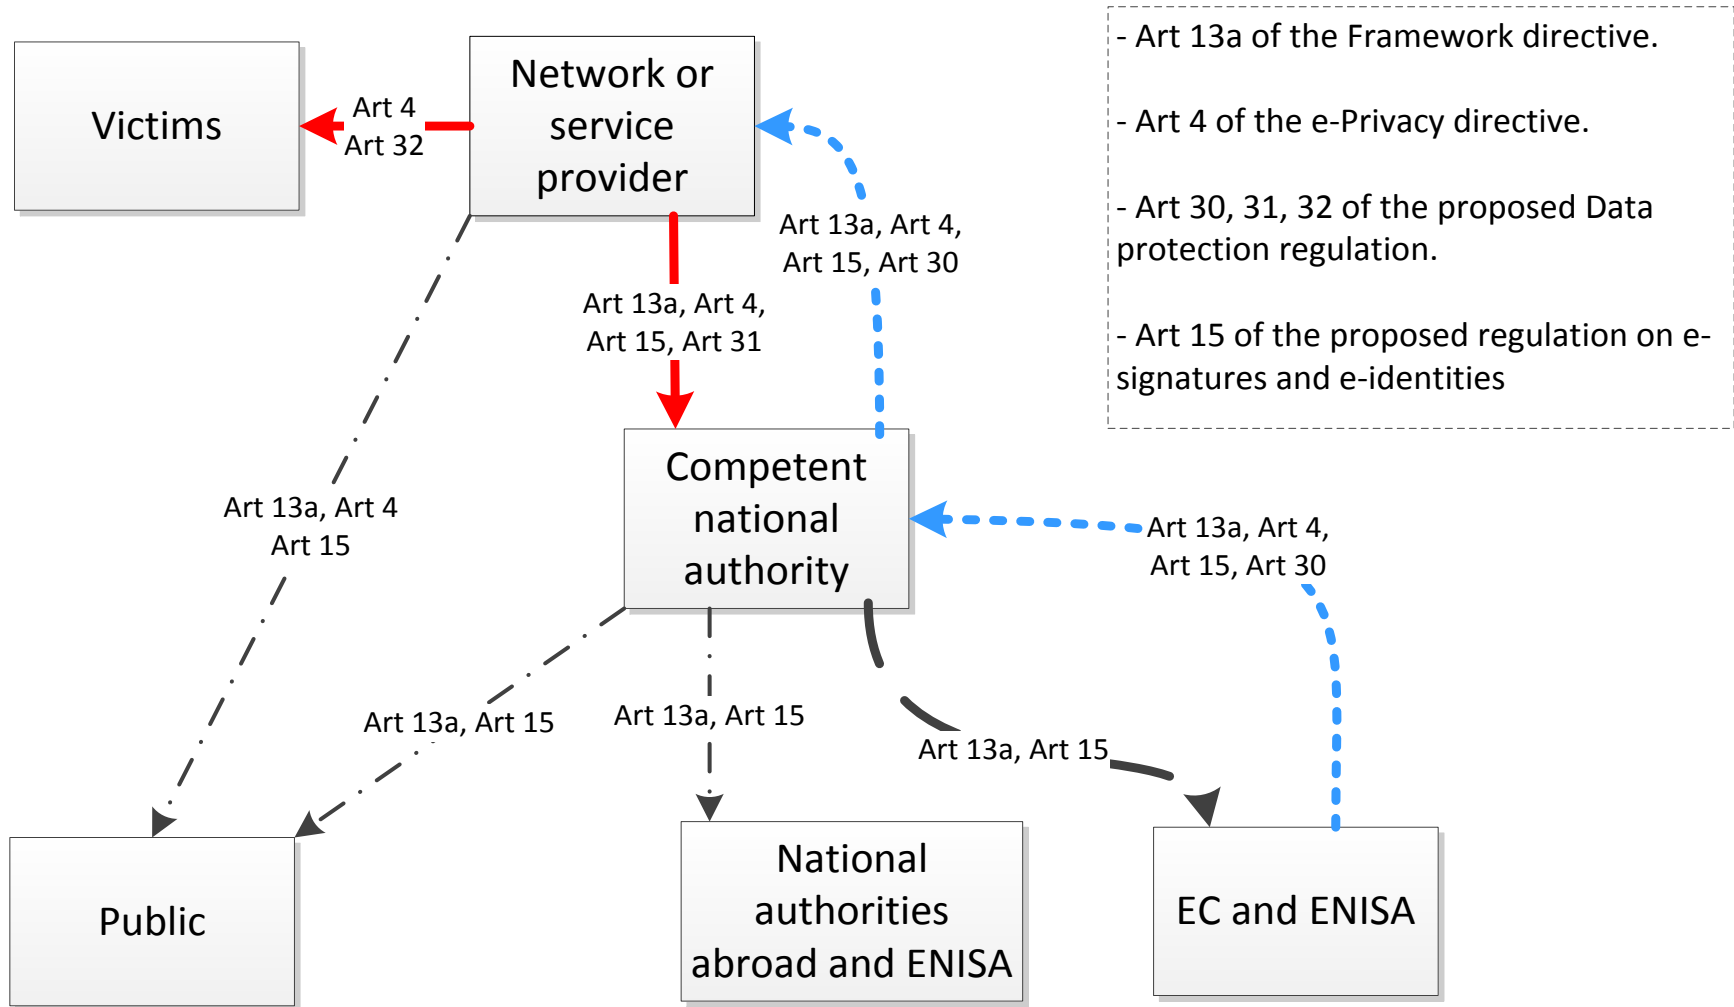 Victims
Art 4
Art 32
Network or
service
provider
- Art 13a of the Framework directive.
- Art 4 of the e-Privacy directive.
- Art 30, 31, 32 of the proposed Data
protection regulation.
- Art 15 of the proposed regulation on e-
signatures and e-identities
Art 13a, Art 4,
Art 15, Art 30
Art 13a, Art 4,
Art 15, Art 31
Competent
national
authority
Art 13a, Art 4
Art 15
Art 13a, Art 4,
Art 15, Art 30
Art 13a, Art 15
Art 13a, Art 15
Art 13a, Art 15
Public
National
authorities
abroad and ENISA
EC and ENISA